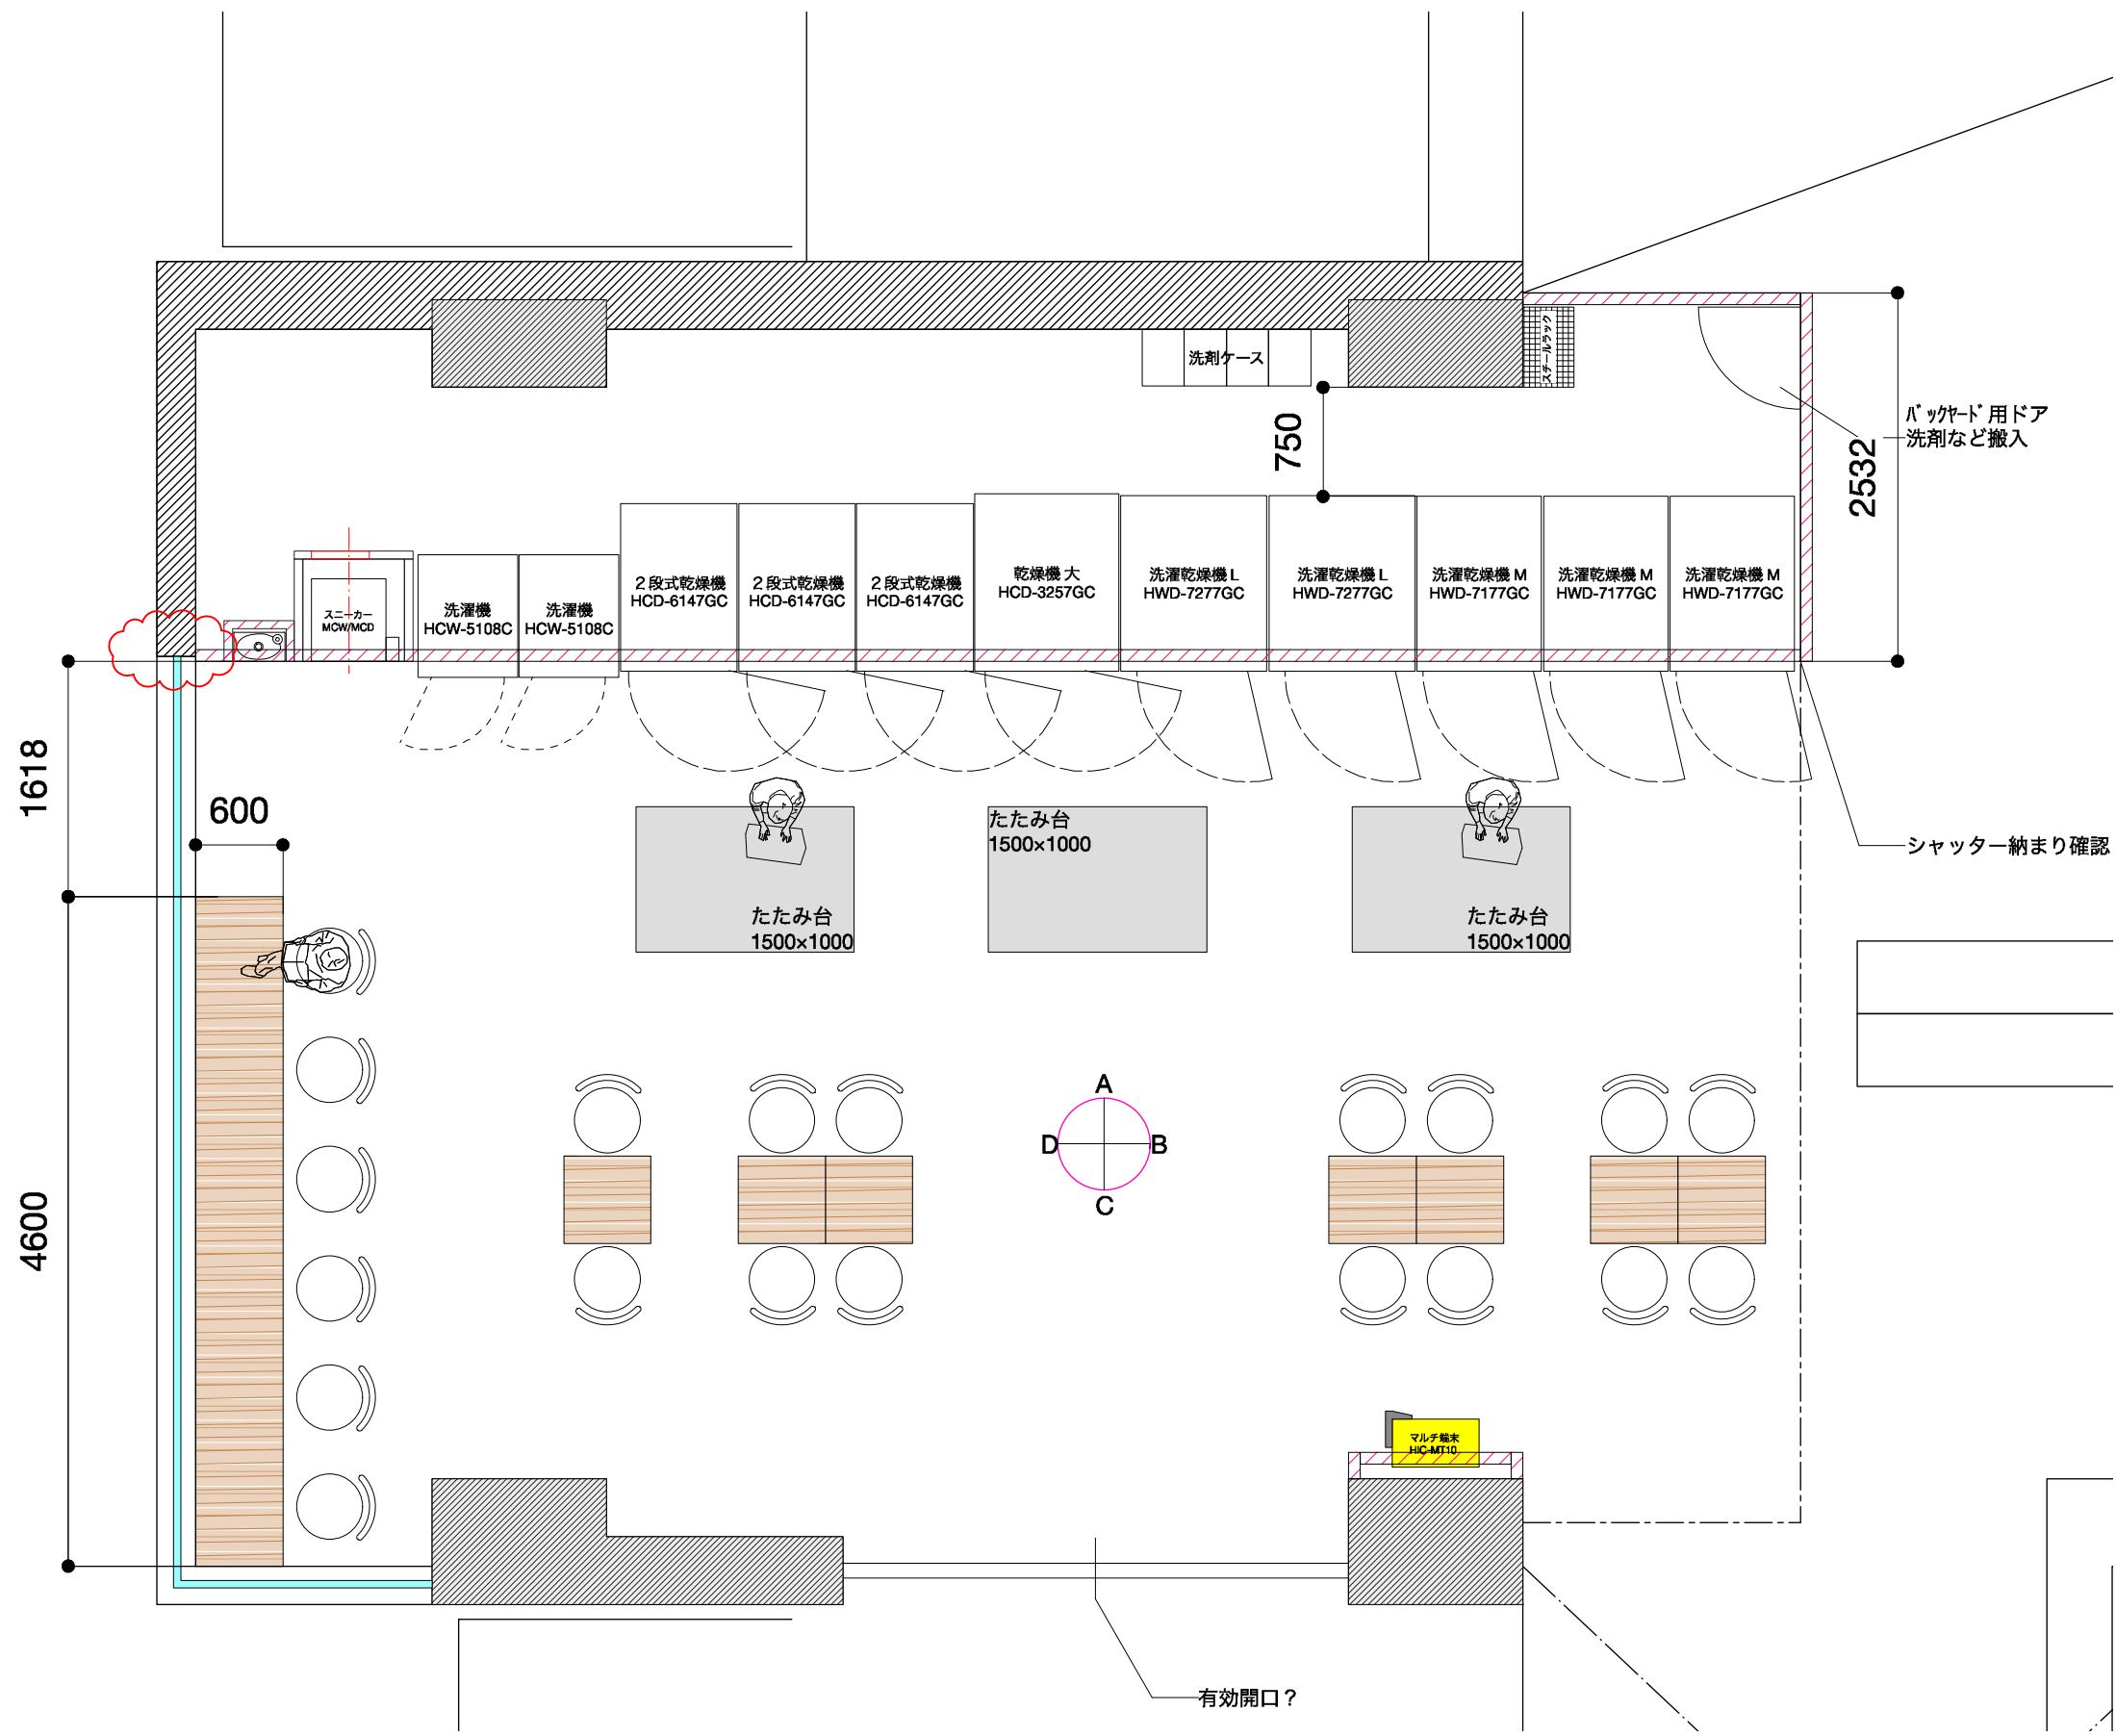 洗剤ケース
スチールラック
750
2532
バックヤード用ドア
洗剤など搬入
スニーカー
MCW/MCD
洗濯機
HCW-5108C
洗濯機
HCW-5108C
2段式乾燥機
HCD-6147GC
2段式乾燥機
HCD-6147GC
2段式乾燥機
HCD-6147GC
乾燥機 大
HCD-3257GC
洗濯乾燥機 L
HWD-7277GC
洗濯乾燥機 L
HWD-7277GC
洗濯乾燥機 M
HWD-7177GC
洗濯乾燥機 M
HWD-7177GC
洗濯乾燥機 M
HWD-7177GC
1618
600
たたみ台
1500×1000
たたみ台
1500×1000
たたみ台
1500×1000
シャッター納まり確認
4600
A
D
B
C
マルチ端末
HIC-MT10
有効開口？